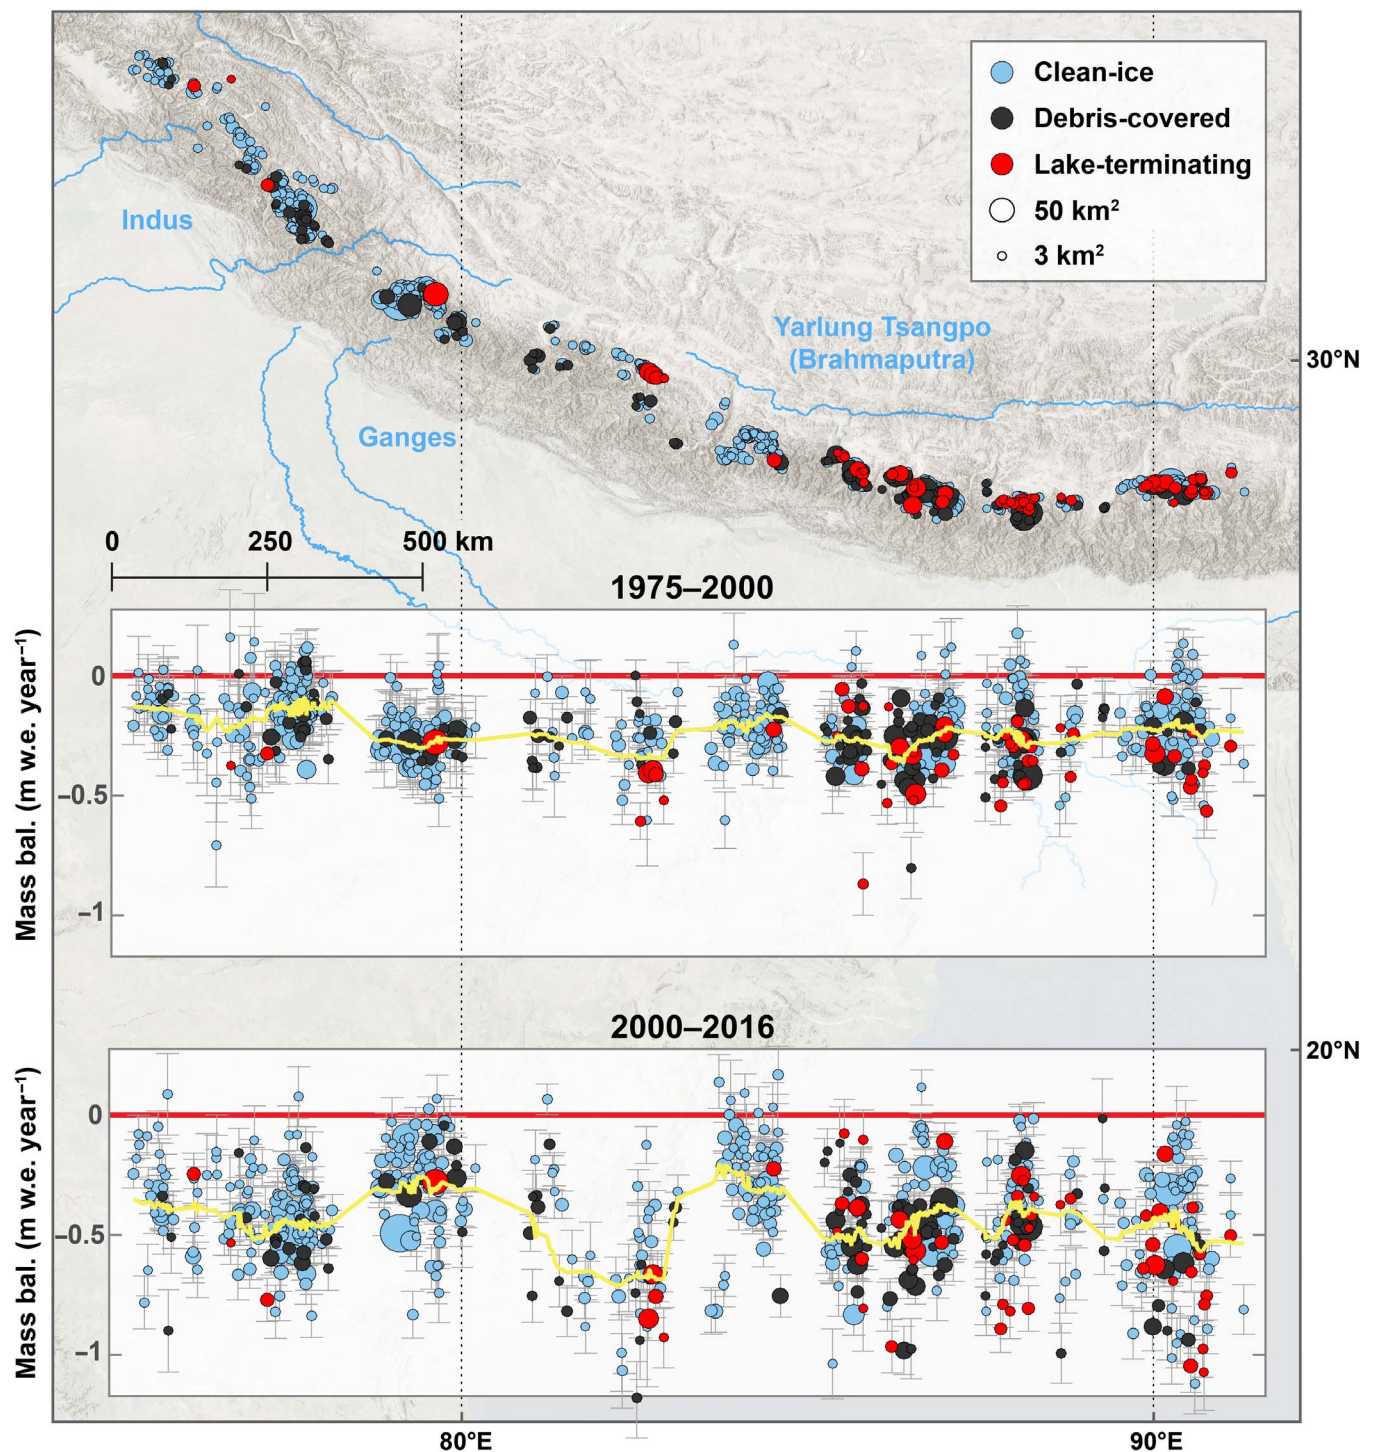 Clean-ice
Debris-covered
Lake-terminating
50 km²
3 km²
Indus
Yarlung Tsangpo
(Brahmaputra)
30°N
Ganges
0 250 500 km
1975–2000
Mass bal. (m w.e. year⁻¹)
0
−0.5
−1
2000–2016
20°N
Mass bal. (m w.e. year⁻¹)
0
−0.5
−1
80°E 90°E